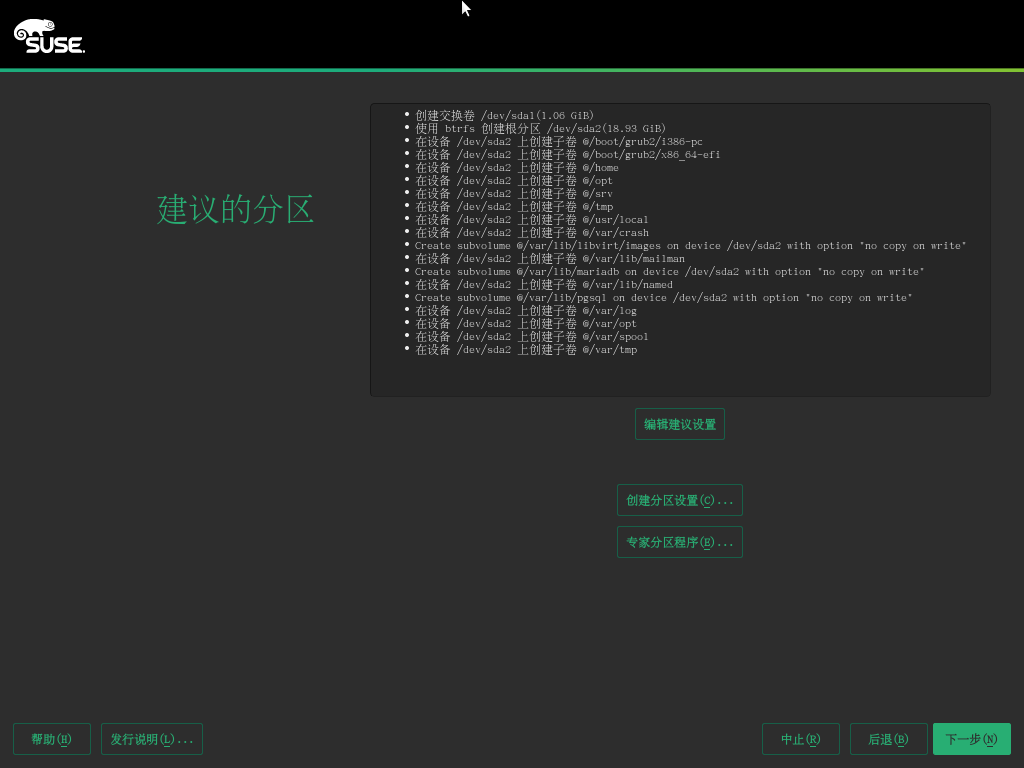 SUSE
建议的分区
创建交换卷 /dev/sda1(1.06 GiB)
使用 btrfs 创建根分区 /dev/sda2(18.93 GiB)
在设备 /dev/sda2 上创建子卷 @/boot/grub2/i386-pc
在设备 /dev/sda2 上创建子卷 @/boot/grub2/x86_64-efi
在设备 /dev/sda2 上创建子卷 @/home
在设备 /dev/sda2 上创建子卷 @/opt
在设备 /dev/sda2 上创建子卷 @/srv
在设备 /dev/sda2 上创建子卷 @/tmp
在设备 /dev/sda2 上创建子卷 @/usr/local
在设备 /dev/sda2 上创建子卷 @/var/crash
Create subvolume @/var/lib/libvirt/images on device /dev/sda2 with option "no copy on write"
在设备 /dev/sda2 上创建子卷 @/var/lib/mailman
Create subvolume @/var/lib/mariadb on device /dev/sda2 with option "no copy on write"
在设备 /dev/sda2 上创建子卷 @/var/lib/named
Create subvolume @/var/lib/pgsql on device /dev/sda2 with option "no copy on write"
在设备 /dev/sda2 上创建子卷 @/var/log
在设备 /dev/sda2 上创建子卷 @/var/opt
在设备 /dev/sda2 上创建子卷 @/var/spool
在设备 /dev/sda2 上创建子卷 @/var/tmp
编辑建议设置
创建分区设置(C)...
专家分区程序(E)...
帮助(H) 发行说明(L)... 中止(R) 后退(B) 下一步(N)